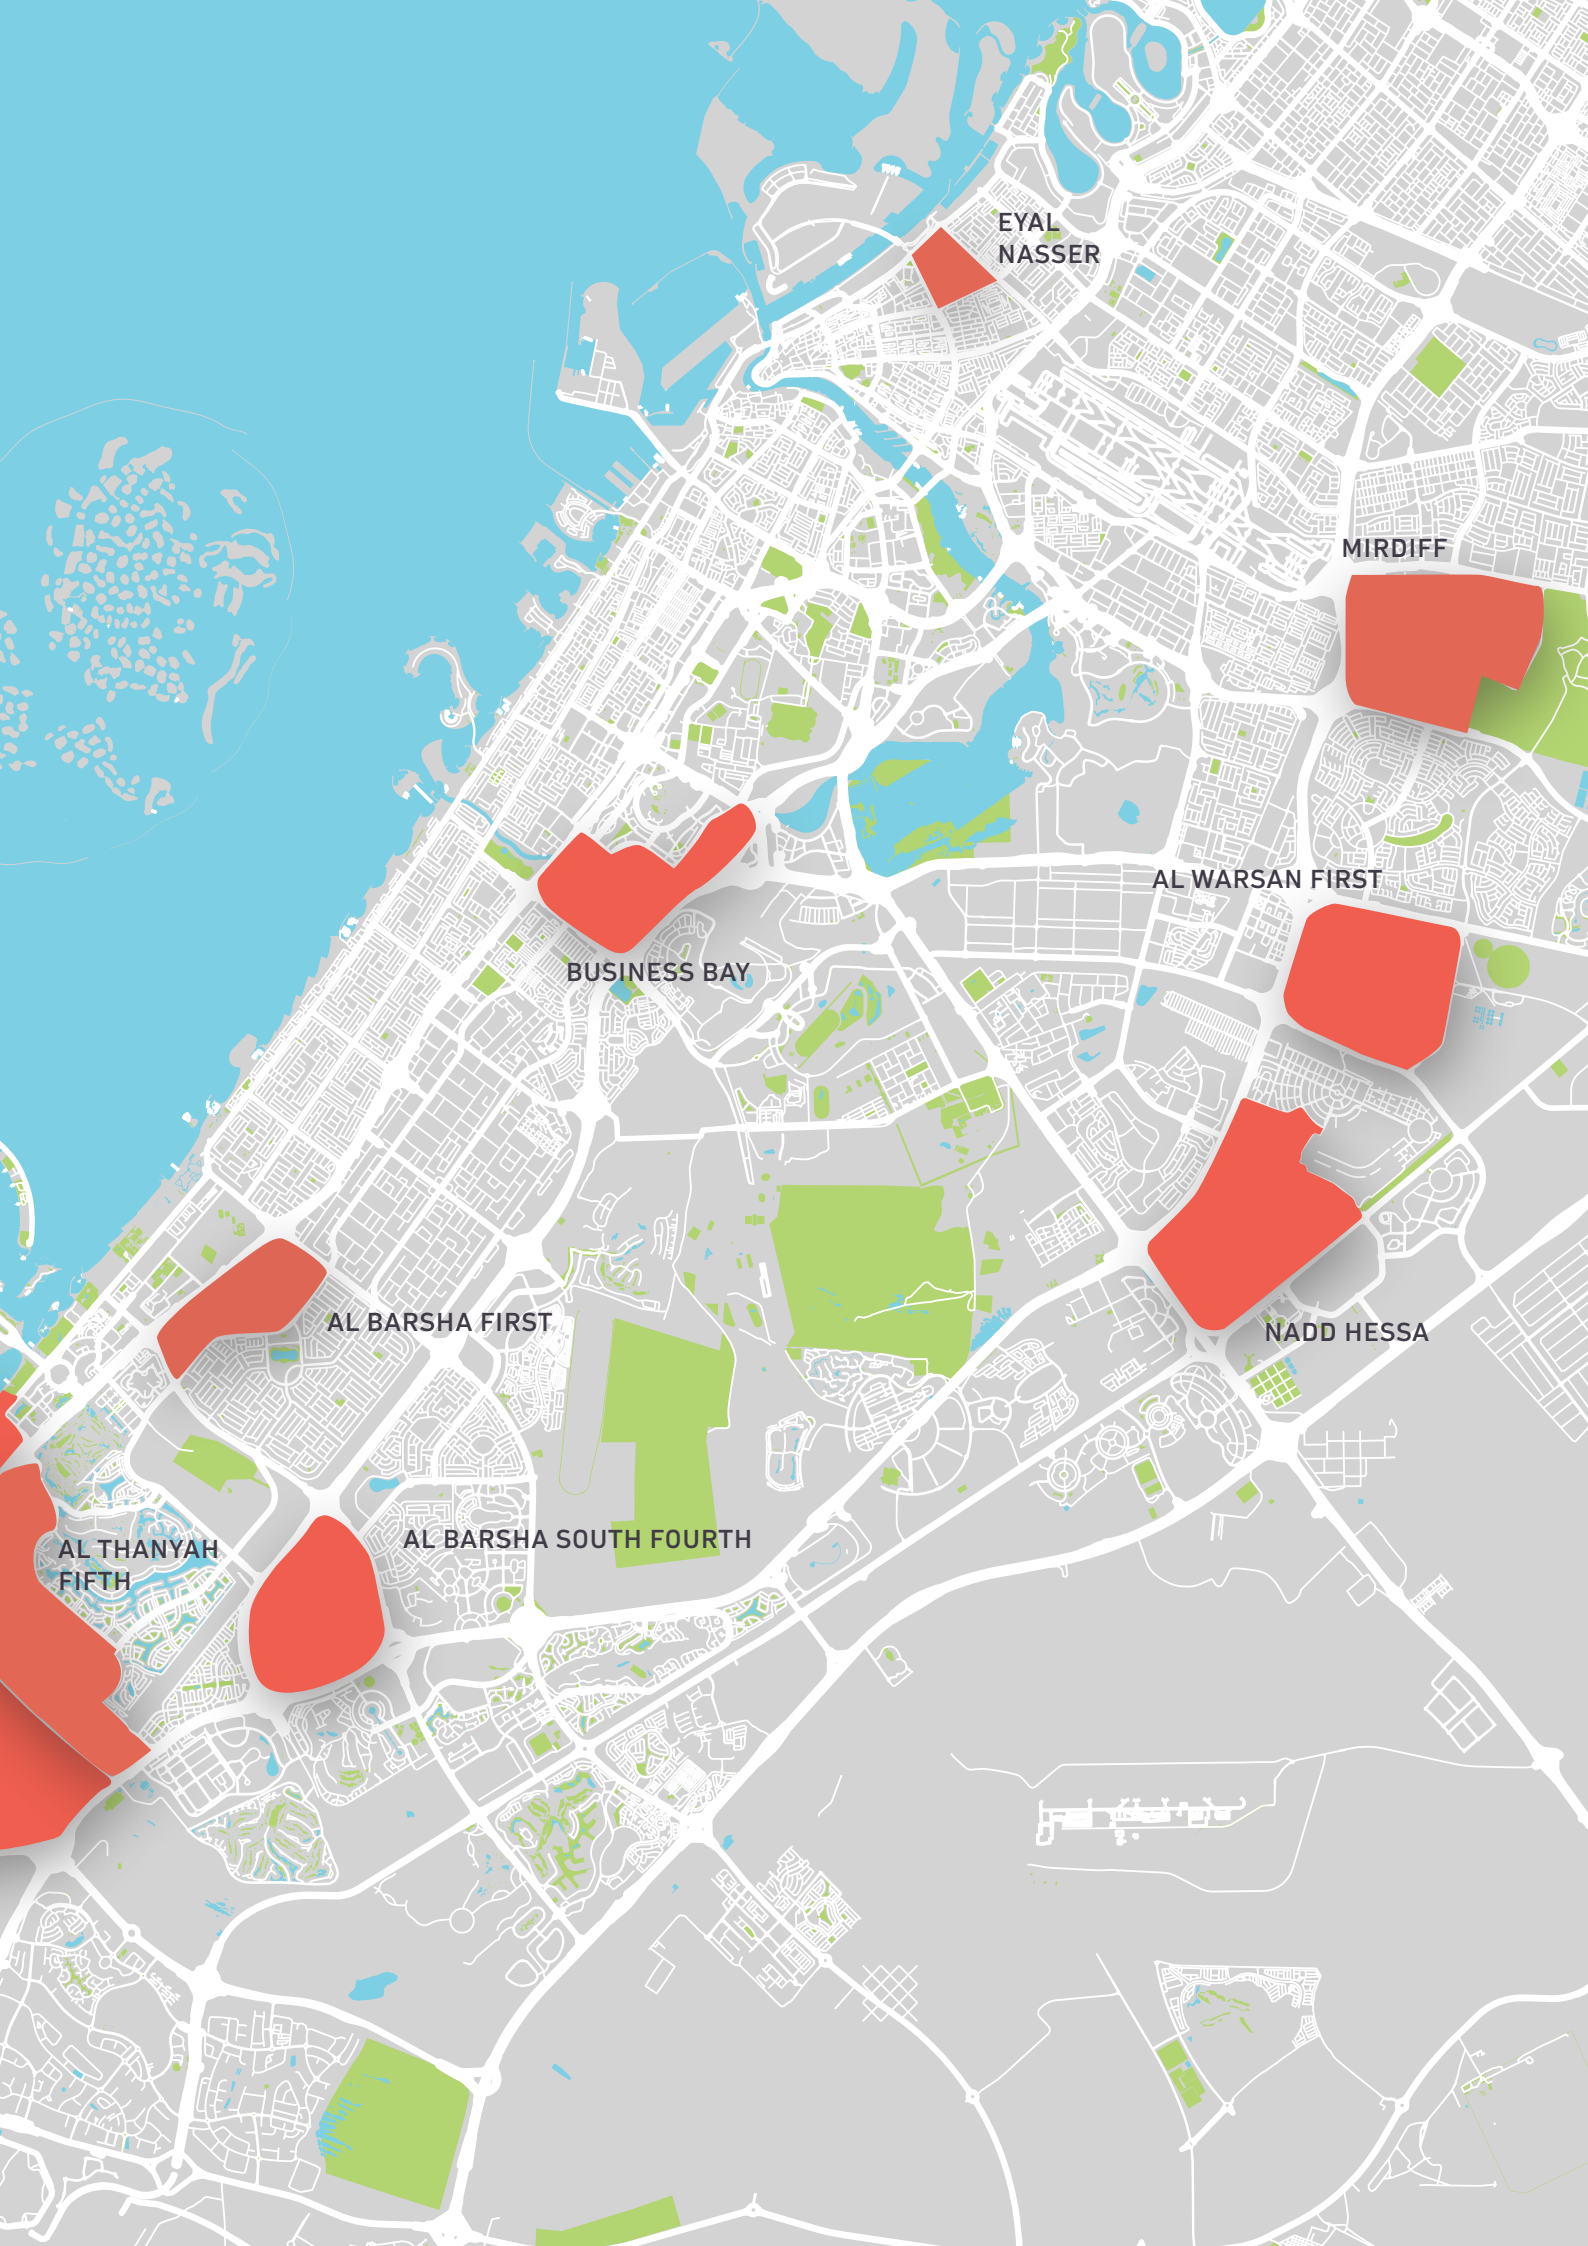 EYAL
NASSER
MIRDIFF
AL WARSAN FIRST
BUSINESS BAY
AL BARSHA FIRST
NADD HESSA
AL BARSHA SOUTH FOURTH
AL THANYAH
FIFTH